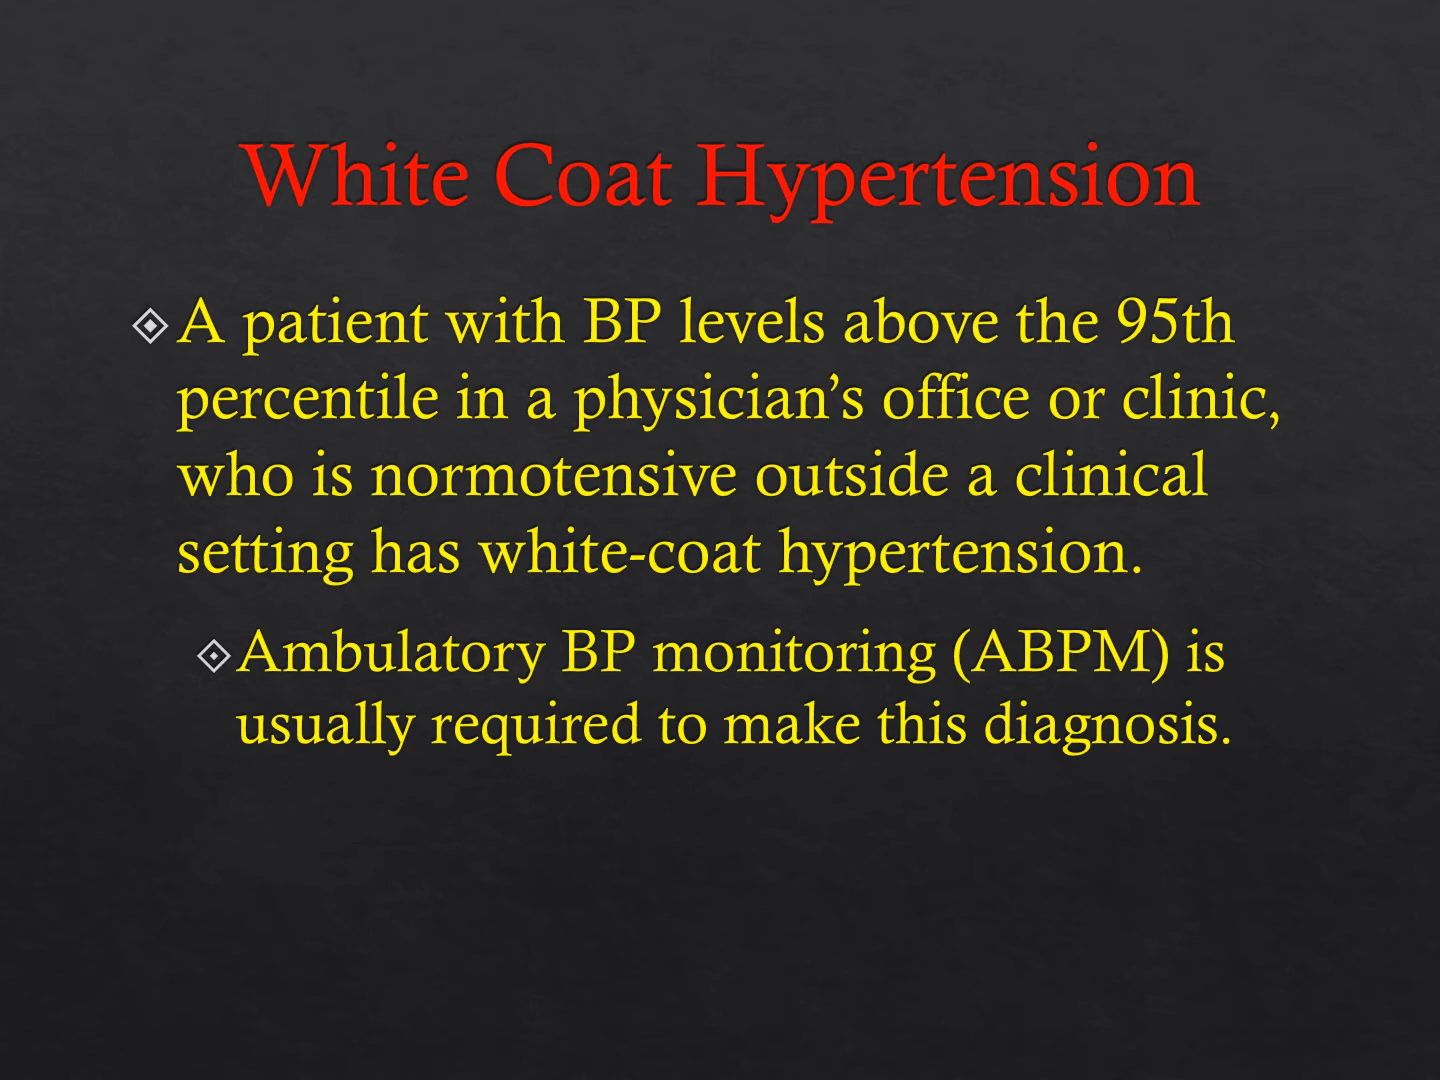 White Coat Hypertension
A patient with BP levels above the 95th
percentile in a physician’s office or clinic,
who is normotensive outside a clinical
setting has white-coat hypertension.
Ambulatory BP monitoring (ABPM) is
usually required to make this diagnosis.